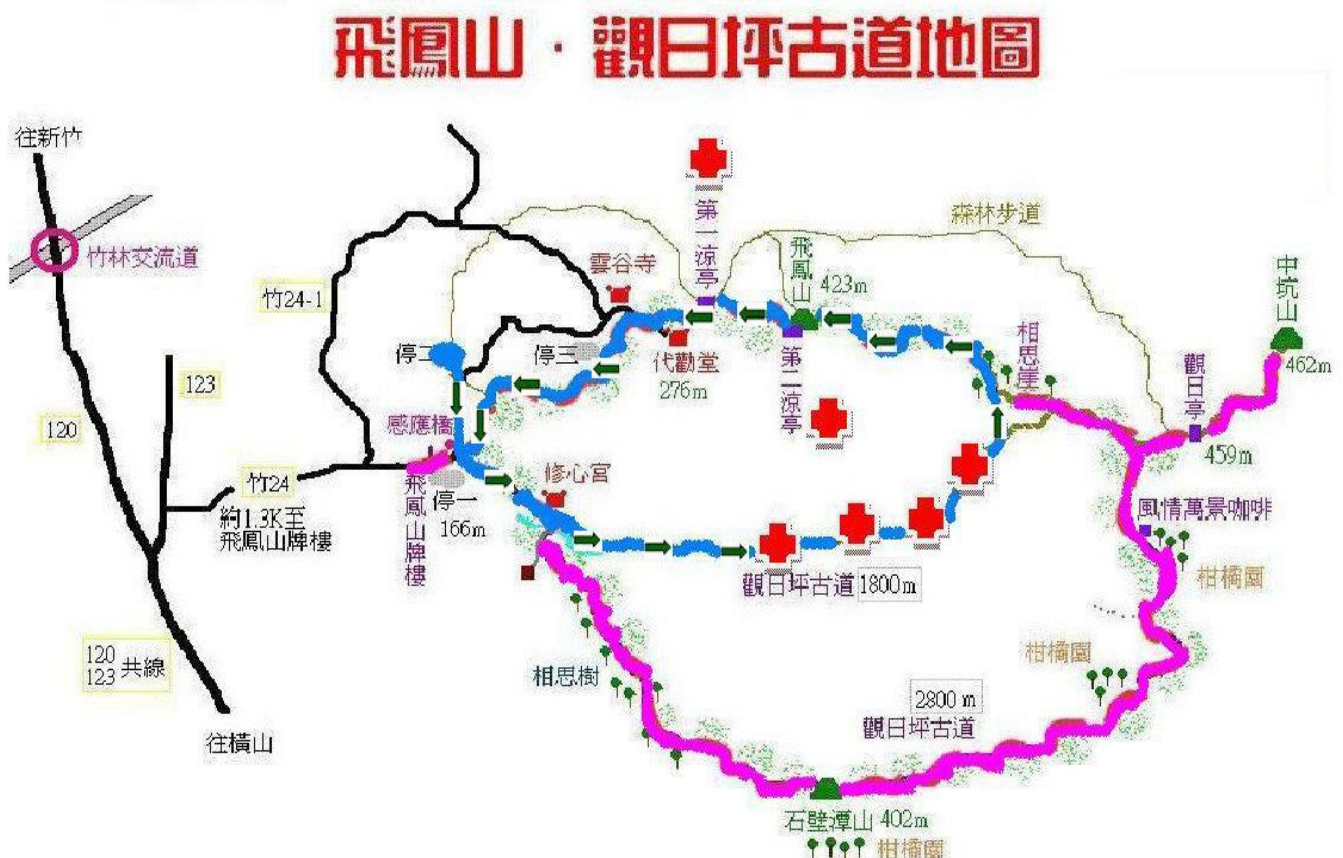 飛鳳山·觀日坪古道地圖
往新竹
竹林交流道
竹24-1
123
120
竹24
約1.3K至
飛鳳山牌樓
120
123 共線
往橫山
停二
停三
雲谷寺
代勸堂
276m
第一涼亭
飛鳳山
423m
第二涼亭
森林步道
相思崖
觀日亭
459m
中坑山
462m
感應橋
飛鳳山牌樓
停一
166m
修心宮
觀日坪古道 1800m
風情萬景咖啡
柑橘園
柑橘園
相思樹
2800 m
觀日坪古道
石壁潭山 402m
柑橘園